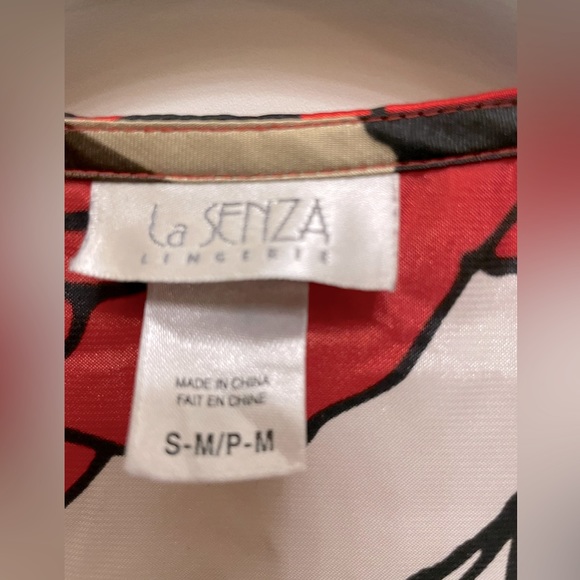 La SENZA
LINGERIE
MADE IN CHINA
FAIT EN CHINE
S-M/P-M